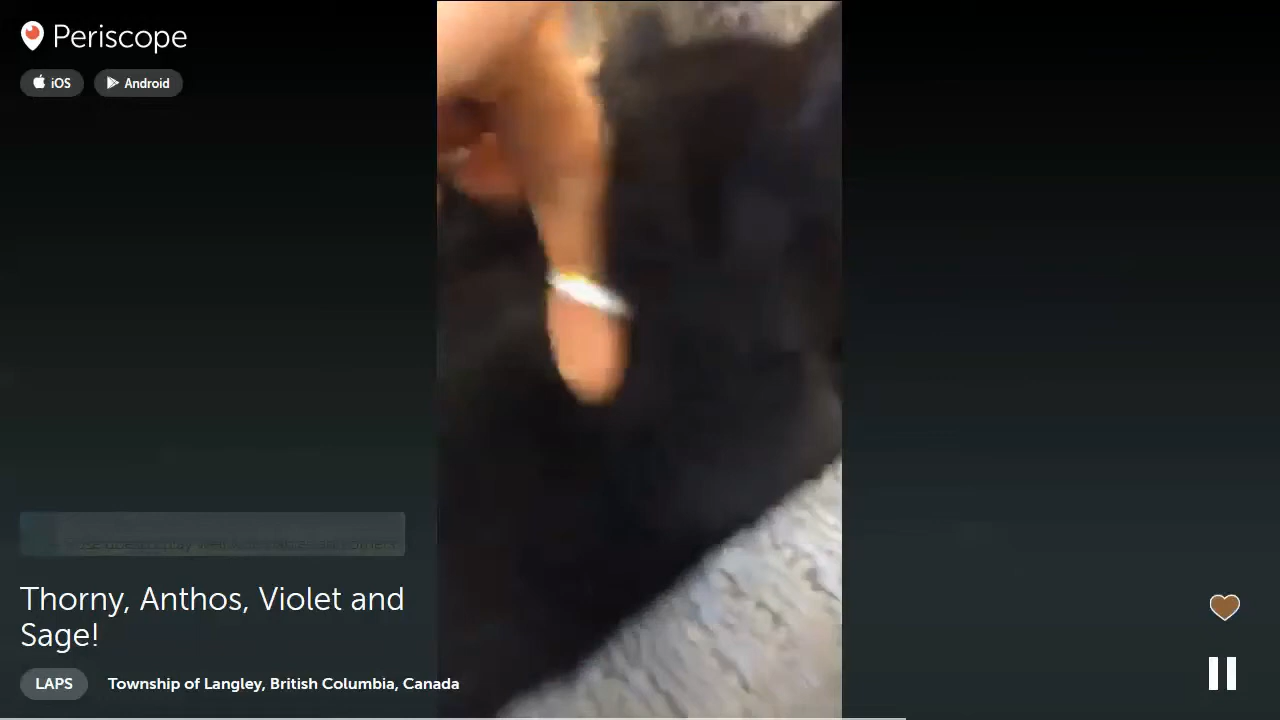 Periscope
iOS
Android
Thorny, Anthos, Violet and
Sage!
LAPS
Township of Langley, British Columbia, Canada